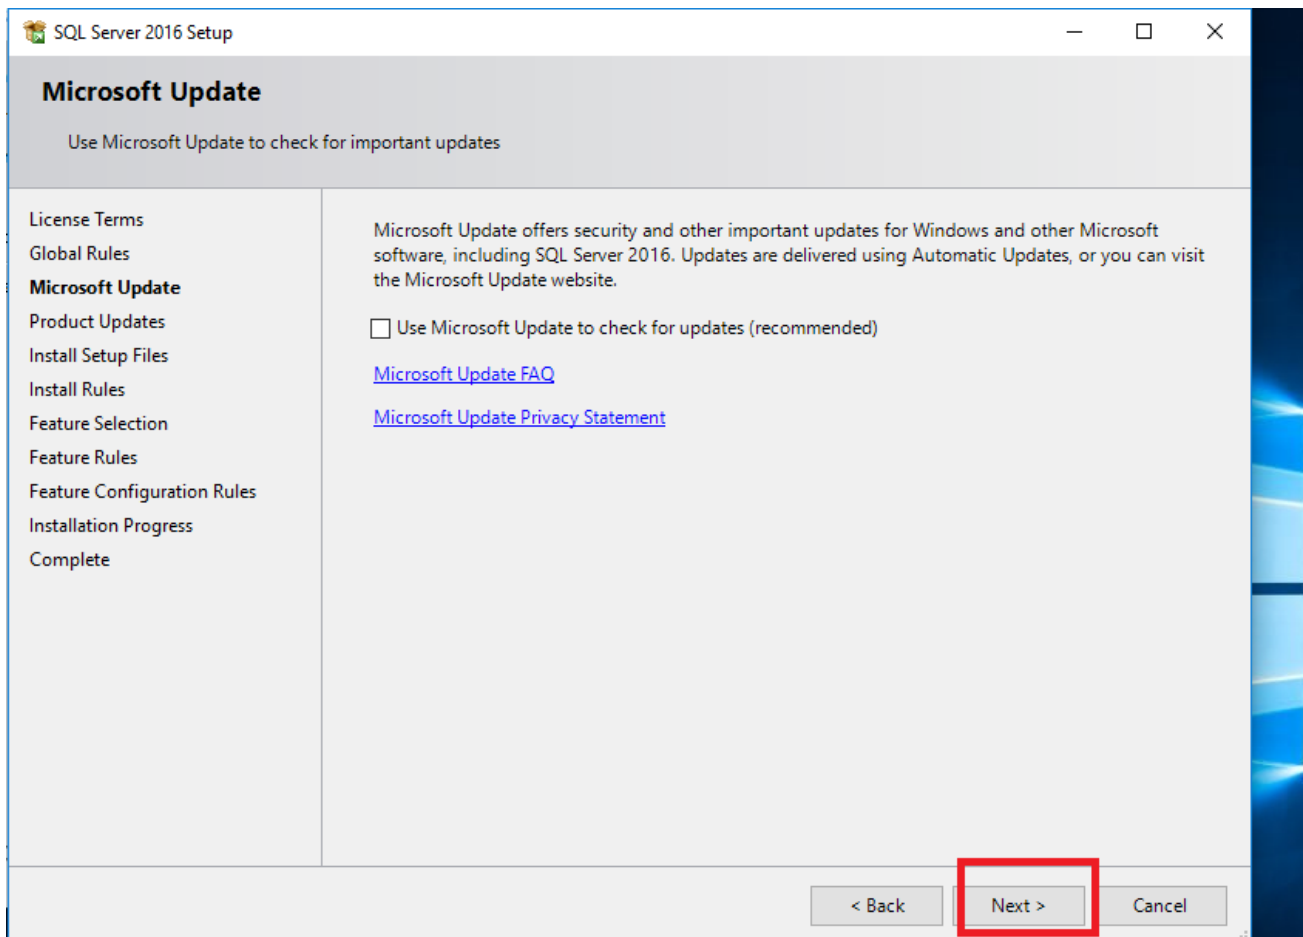 SQL Server 2016 Setup
Microsoft Update
Use Microsoft Update to check for important updates
License Terms
Global Rules
Microsoft Update
Product Updates
Install Setup Files
Install Rules
Feature Selection
Feature Rules
Feature Configuration Rules
Installation Progress
Complete
Microsoft Update offers security and other important updates for Windows and other Microsoft
software, including SQL Server 2016. Updates are delivered using Automatic Updates, or you can visit
the Microsoft Update website.
Use Microsoft Update to check for updates (recommended)
Microsoft Update FAQ
Microsoft Update Privacy Statement
< Back
Next >
Cancel